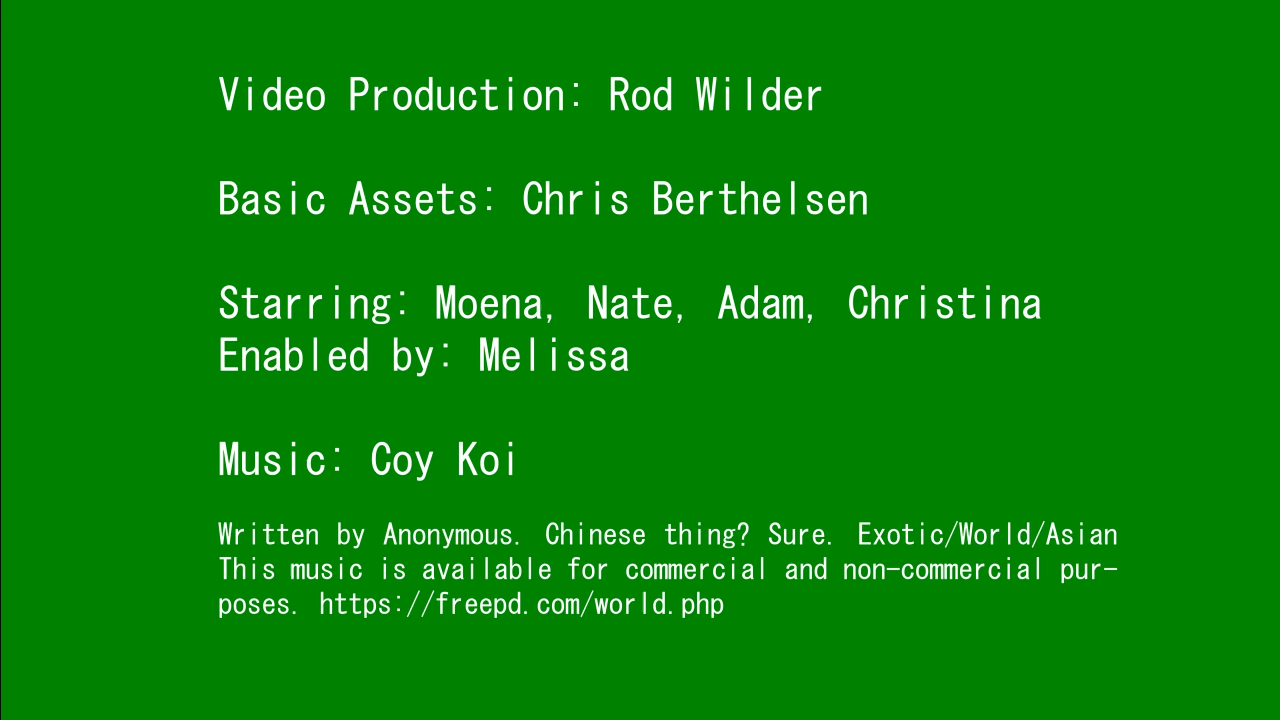 Video Production: Rod Wilder
Basic Assets: Chris Berthelsen
Starring: Moena, Nate, Adam, Christina
Enabled by: Melissa
Music: Coy Koi
Written by Anonymous. Chinese thing? Sure. Exotic/World/Asian
This music is available for commercial and non-commercial pur-
poses. https://freepd.com/world.php